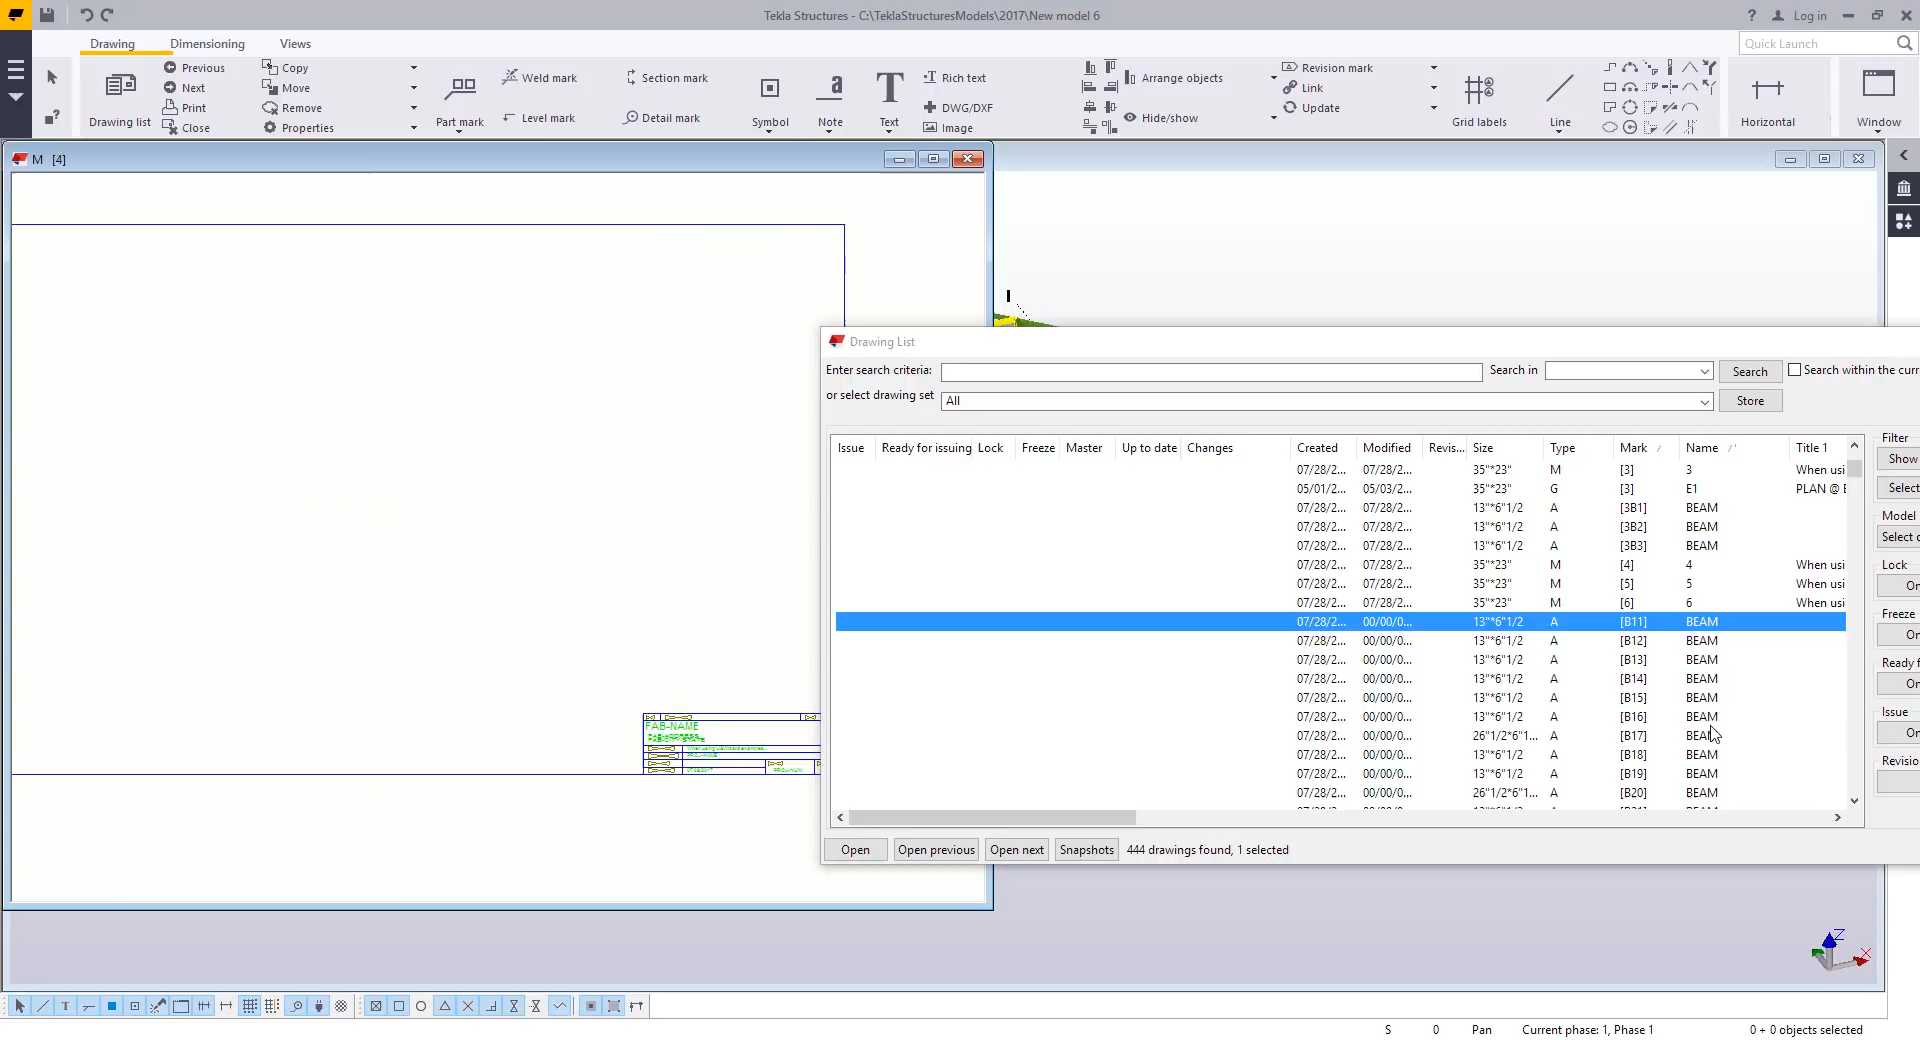 Tekla Structures - C:\TeklaStructuresModels\2017\New model 6
? Log in
Drawing Dimensioning Views
Quick Launch
Drawing list
Previous
Next
Print
Close
Copy
Move
Remove
Properties
Part mark
Weld mark
Level mark
Section mark
Detail mark
Symbol
Note
Text
Rich text
DWG/DXF
Image
Arrange objects
Hide/show
Revision mark
Link
Update
Grid labels
Line
Horizontal
Window
M [4]
FAB-NAME
When using USWizard examples...
Drawing List
Enter search criteria: Search in Search Search within the curr
or select drawing set All Store
Issue Ready for issuing Lock Freeze Master Up to date Changes Created Modified Revis... Size Type Mark Name Title 1
07/28/2... 07/28/2... 35"*23" M [3] 3 When usi
05/01/2... 05/03/2... 35"*23" G [3] E1 PLAN @ E
07/28/2... 07/28/2... 13"*6"1/2 A [3B1] BEAM
07/28/2... 07/28/2... 13"*6"1/2 A [3B2] BEAM
07/28/2... 07/28/2... 13"*6"1/2 A [3B3] BEAM
07/28/2... 07/28/2... 35"*23" M [4] 4 When usi
07/28/2... 07/28/2... 35"*23" M [5] 5 When usi
07/28/2... 07/28/2... 35"*23" M [6] 6 When usi
07/28/2... 00/00/0... 13"*6"1/2 A [B11] BEAM
07/28/2... 00/00/0... 13"*6"1/2 A [B12] BEAM
07/28/2... 00/00/0... 13"*6"1/2 A [B13] BEAM
07/28/2... 00/00/0... 13"*6"1/2 A [B14] BEAM
07/28/2... 00/00/0... 13"*6"1/2 A [B15] BEAM
07/28/2... 00/00/0... 13"*6"1/2 A [B16] BEAM
07/28/2... 00/00/0... 26"1/2*6"1... A [B17] BEAM
07/28/2... 00/00/0... 13"*6"1/2 A [B18] BEAM
07/28/2... 00/00/0... 13"*6"1/2 A [B19] BEAM
07/28/2... 00/00/0... 26"1/2*6"1... A [B20] BEAM
Filter
Show
Select
Model
Select
Lock
On
Freeze
On
Ready f
On
Issue
On
Revision
Open Open previous Open next Snapshots 444 drawings found, 1 selected
Z
X
S 0 Pan Current phase: 1, Phase 1 0 + 0 objects selected